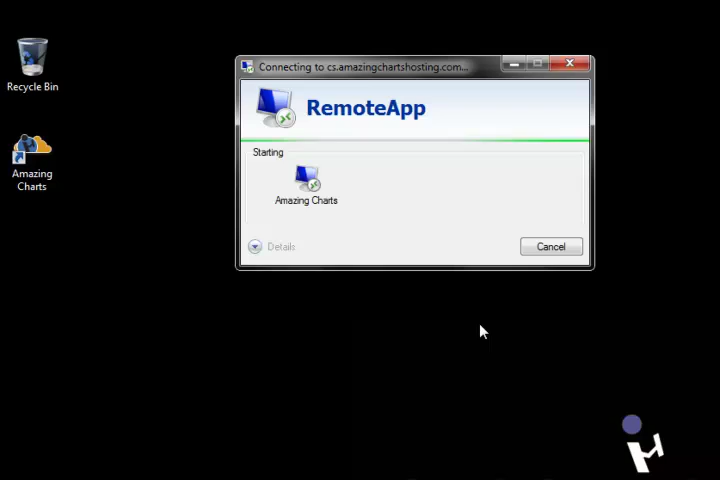 Recycle Bin
Amazing
Charts
Connecting to cs.amazingchartshosting.com...
RemoteApp
Starting
Amazing Charts
Details
Cancel